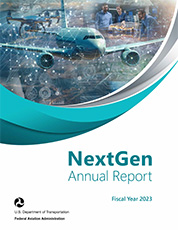 NextGen
Annual Report
Fiscal Year 2023
U.S. Department of Transportation
Federal Aviation Administration